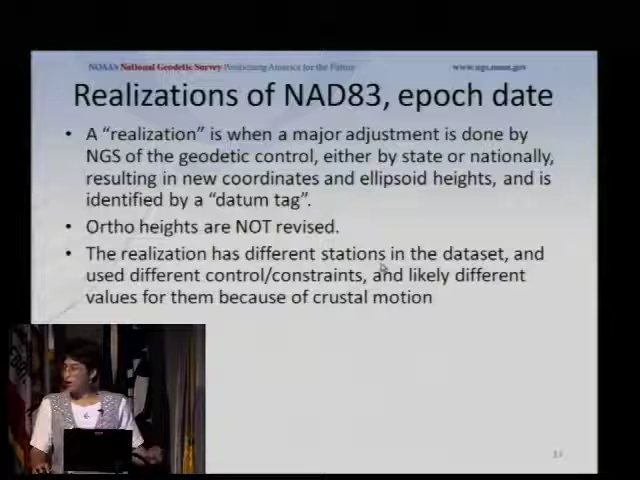 NOAA's National Geodetic Survey Positioning America for the Future www.ngs.noaa.gov
Realizations of NAD83, epoch date
• A "realization" is when a major adjustment is done by
NGS of the geodetic control, either by state or nationally,
resulting in new coordinates and ellipsoid heights, and is
identified by a "datum tag".
• Ortho heights are NOT revised.
• The realization has different stations in the dataset, and
used different control/constraints, and likely different
values for them because of crustal motion